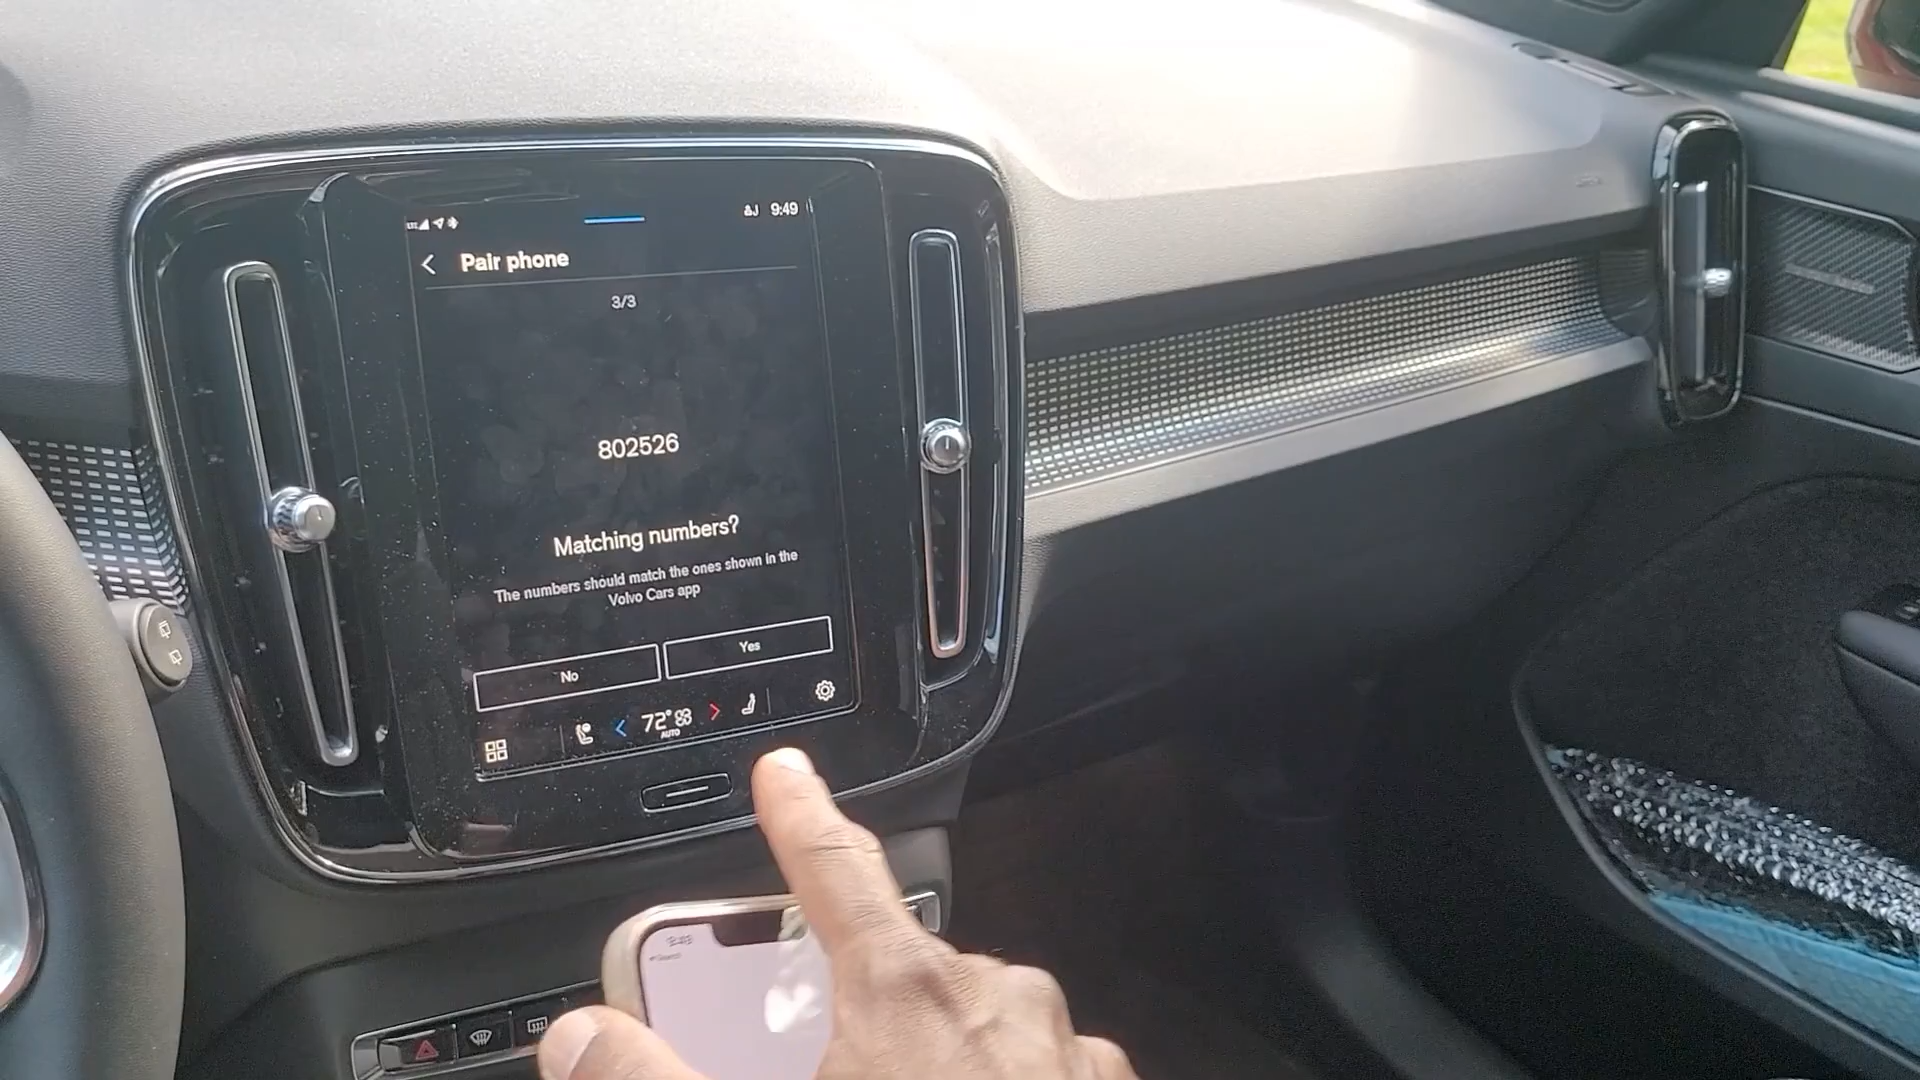 LTE 9:49
Pair phone
3/3
802526
Matching numbers?
The numbers should match the ones shown in the
Volvo Cars app
No
Yes
72°
AUTO